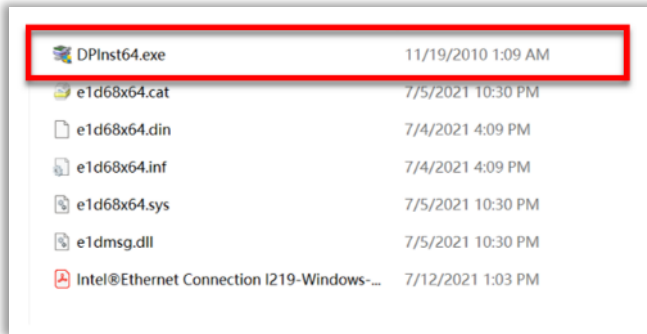 DPInst64.exe 11/19/2010 1:09 AM
e1d68x64.cat 7/5/2021 10:30 PM
e1d68x64.din 7/4/2021 4:09 PM
e1d68x64.inf 7/4/2021 4:09 PM
e1d68x64.sys 7/5/2021 10:30 PM
e1dmsg.dll 7/5/2021 10:30 PM
Intel®Ethernet Connection I219-Windows-... 7/12/2021 1:03 PM